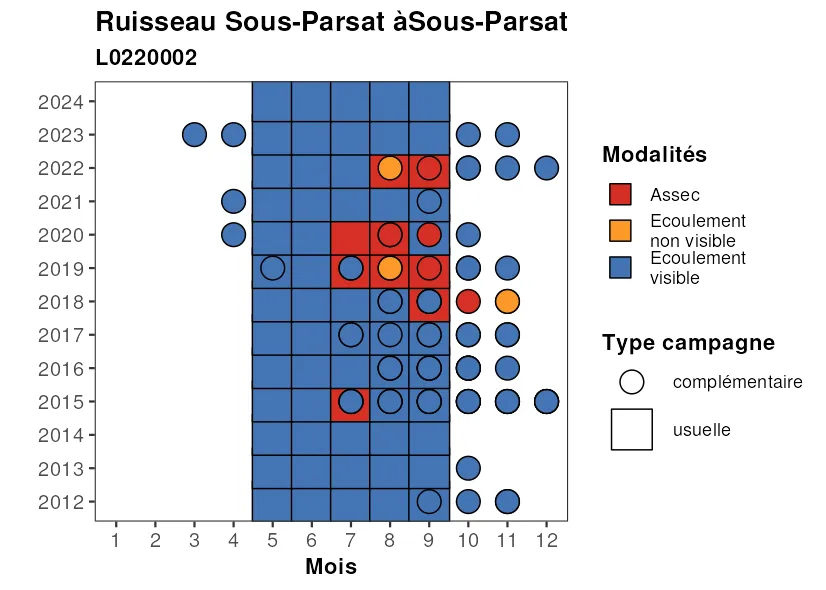 Ruisseau Sous-Parsat àSous-Parsat
L0220002
2024
2023
2022
2021
2020
2019
2018
2017
2016
2015
2014
2013
2012
1 2 3 4 5 6 7 8 9 10 11 12
Mois
Modalités
Assec
Ecoulement
non visible
Ecoulement
visible
Type campagne
complémentaire
usuelle